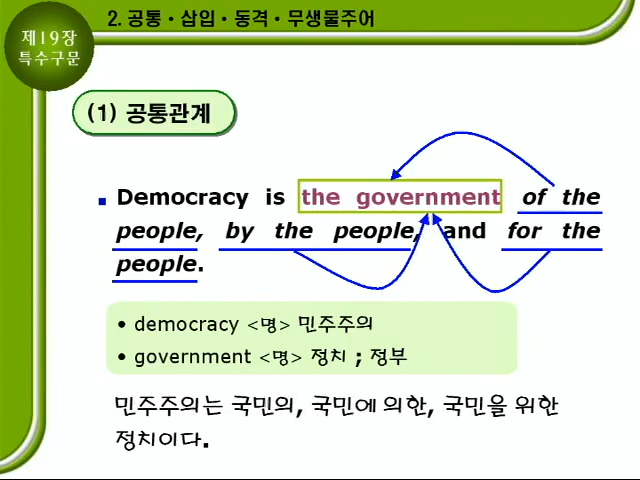 제19장
특수구문
2. 공통 • 삽입 • 동격 • 무생물주어
(1) 공통관계
▪ Democracy is the government of the
people, by the people, and for the
people.
• democracy <명> 민주주의
• government <명> 정치 ; 정부
민주주의는 국민의, 국민에 의한, 국민을 위한
정치이다.